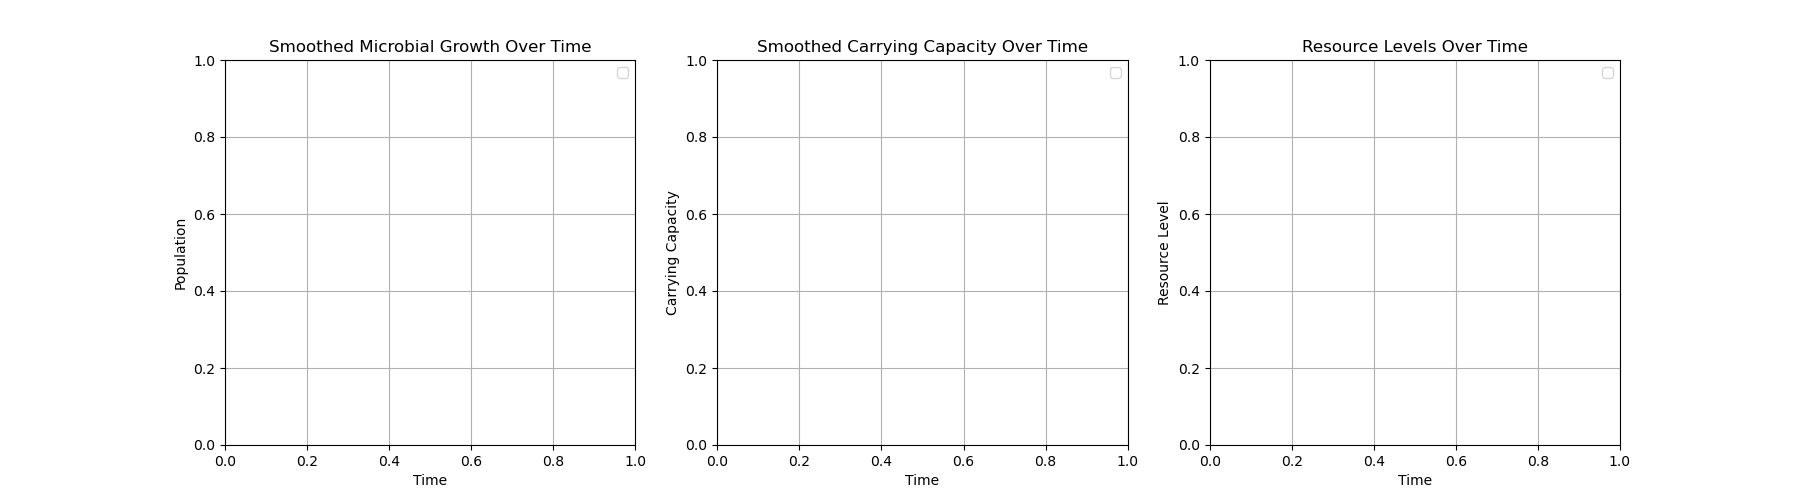 Smoothed Microbial Growth Over Time
1.0
0.8
0.6
0.4
0.2
0.0
Population
0.0 0.2 0.4 0.6 0.8 1.0
Time
Smoothed Carrying Capacity Over Time
1.0
0.8
0.6
0.4
0.2
0.0
Carrying Capacity
0.0 0.2 0.4 0.6 0.8 1.0
Time
Resource Levels Over Time
1.0
0.8
0.6
0.4
0.2
0.0
Resource Level
0.0 0.2 0.4 0.6 0.8 1.0
Time